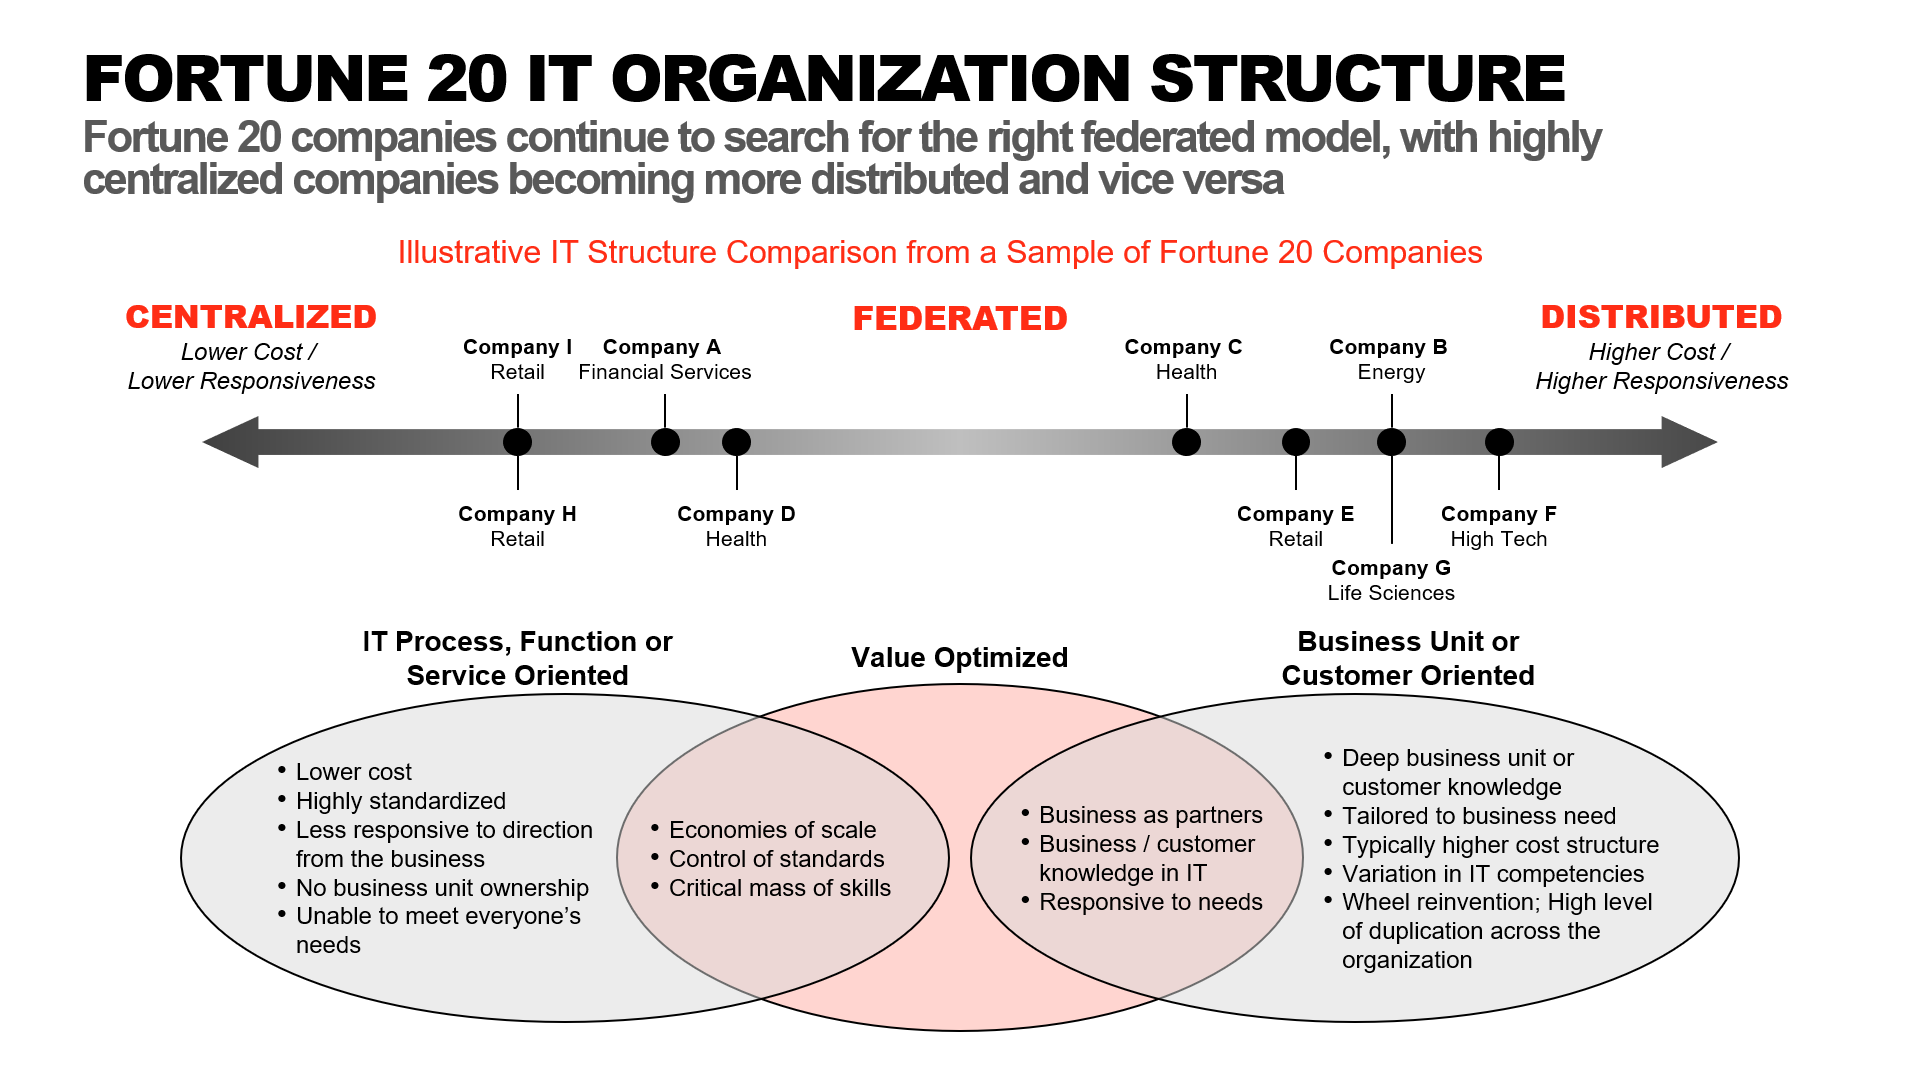 FORTUNE 20 IT ORGANIZATION STRUCTURE
Fortune 20 companies continue to search for the right federated model, with highly
centralized companies becoming more distributed and vice versa
Illustrative IT Structure Comparison from a Sample of Fortune 20 Companies
CENTRALIZED
Lower Cost /
Lower Responsiveness
FEDERATED
DISTRIBUTED
Higher Cost /
Higher Responsiveness
Company I
Retail
Company A
Financial Services
Company C
Health
Company B
Energy
Company H
Retail
Company D
Health
Company E
Retail
Company F
High Tech
Company G
Life Sciences
IT Process, Function or
Service Oriented
Value Optimized
Business Unit or
Customer Oriented
• Lower cost
• Highly standardized
• Less responsive to direction
from the business
• No business unit ownership
• Unable to meet everyone’s
needs
• Economies of scale
• Control of standards
• Critical mass of skills
• Business as partners
• Business / customer
knowledge in IT
• Responsive to needs
• Deep business unit or
customer knowledge
• Tailored to business need
• Typically higher cost structure
• Variation in IT competencies
• Wheel reinvention; High level
of duplication across the
organization